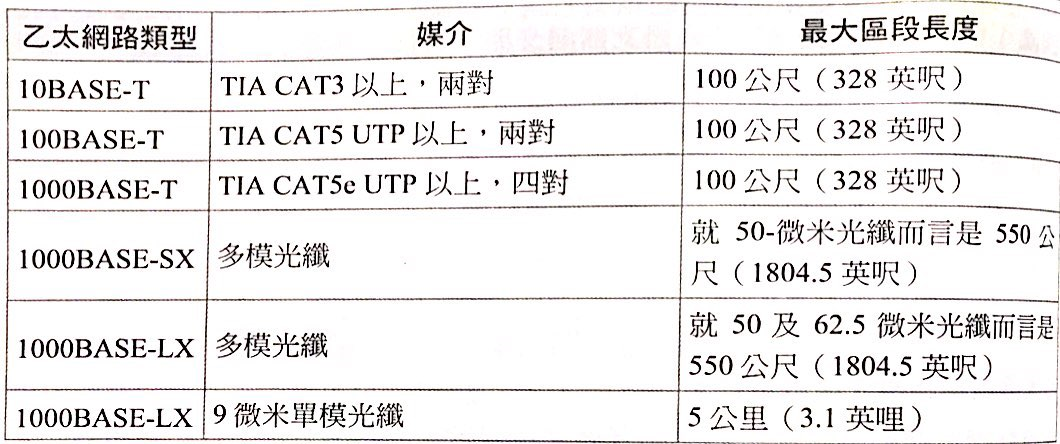 乙太網路類型 媒介 最大區段長度
10BASE-T TIA CAT3 以上，兩對 100 公尺（328 英呎）
100BASE-T TIA CAT5 UTP 以上，兩對 100 公尺（328 英呎）
1000BASE-T TIA CAT5e UTP 以上，四對 100 公尺（328 英呎）
1000BASE-SX 多模光纖 就 50-微米光纖而言是 550 公
尺（1804.5 英呎）
1000BASE-LX 多模光纖 就 50 及 62.5 微米光纖而言是
550 公尺（1804.5 英呎）
1000BASE-LX 9 微米單模光纖 5 公里（3.1 英哩）